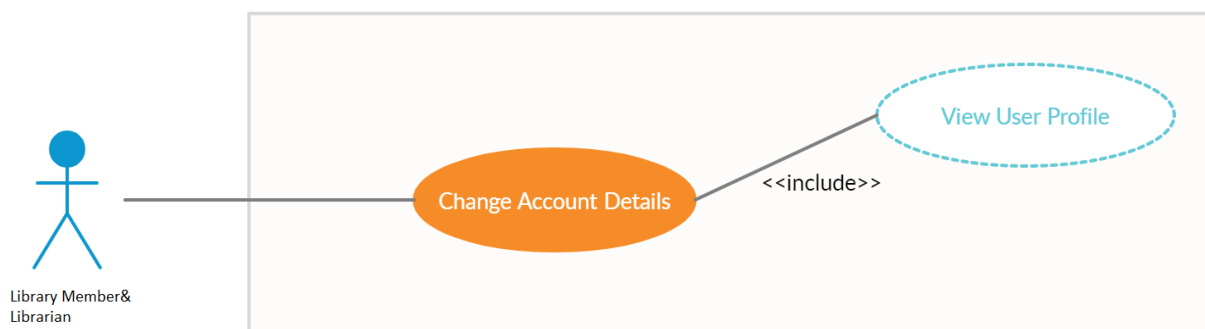 View User Profile
<<include>>
Change Account Details
Library Member&
Librarian